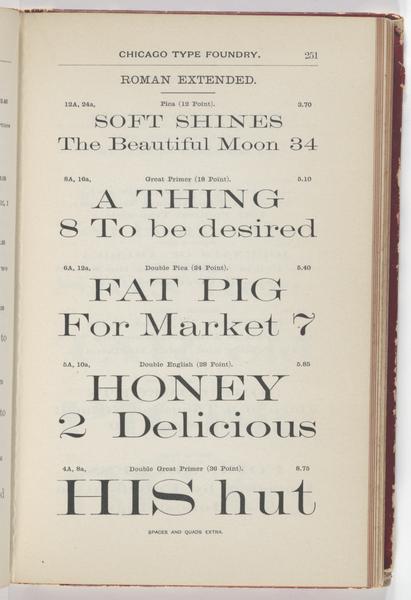 CHICAGO TYPE FOUNDRY. 251
ROMAN EXTENDED.
12A, 24a, Pica (12 Point). 3.70
SOFT SHINES
The Beautiful Moon 34
8A, 16a, Great Primer (18 Point). 5.10
A THING
8 To be desired
6A, 12a, Double Pica (24 Point). 5.40
FAT PIG
For Market 7
5A, 10a, Double English (28 Point). 5.85
HONEY
2 Delicious
4A, 8a, Double Great Primer (36 Point). 8.75
HIS hut
SPACES AND QUADS EXTRA.